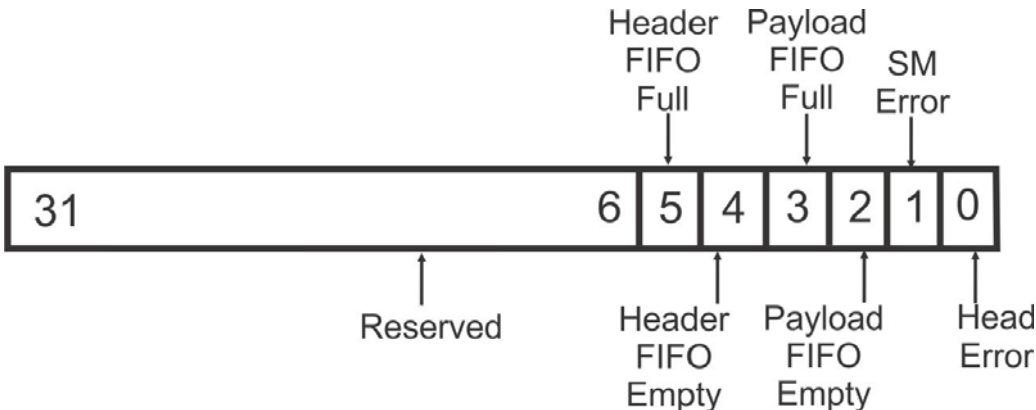 Header
FIFO
Full
Payload
FIFO
Full
SM
Error
31
6
5
4
3
2
1
0
Reserved
Header
FIFO
Empty
Payload
FIFO
Empty
Head
Error